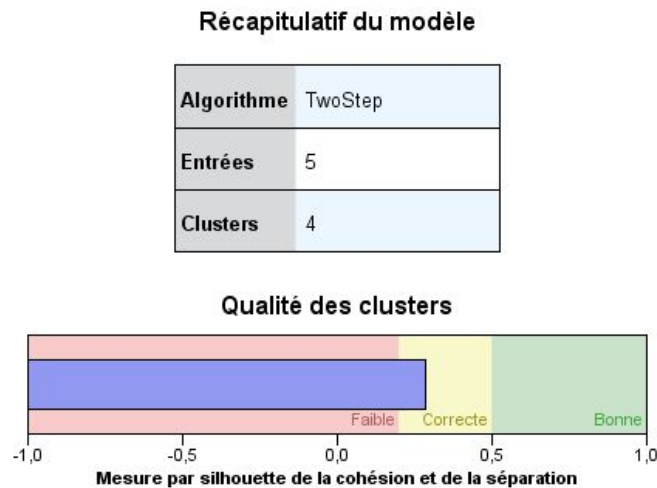 Récapitulatif du modèle
Algorithme TwoStep
Entrées 5
Clusters 4
Qualité des clusters
Faible Correcte Bonne
-1,0 -0,5 0,0 0,5 1,0
Mesure par silhouette de la cohésion et de la séparation